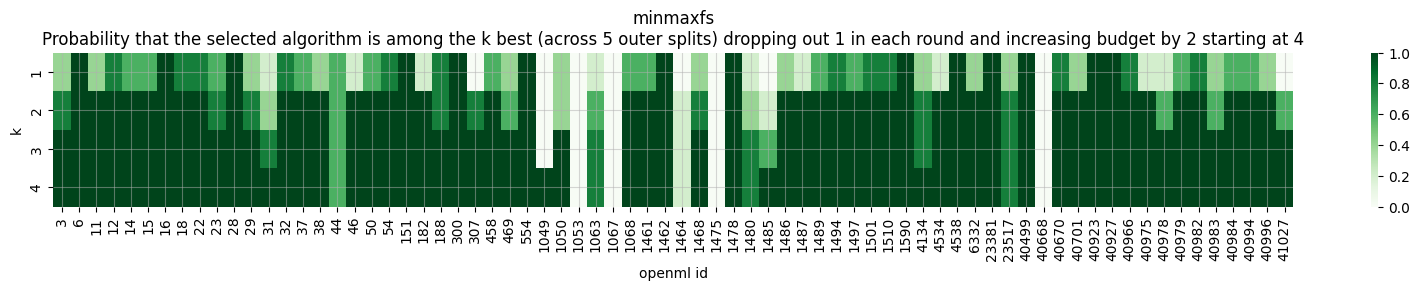 minmaxfs
Probability that the selected algorithm is among the k best (across 5 outer splits) dropping out 1 in each round and increasing budget by 2 starting at 4
k
1
2
3
4
3 6 11 12 14 15 16 18 22 23 28 29 31 32 37 38 44 46 50 54 151 182 188 300 307 458 469 554 1049 1050 1053 1063 1067 1068 1461 1462 1464 1468 1475 1478 1480 1485 1486 1487 1489 1494 1497 1501 1510 1590 4134 4534 4538 6332 23381 23517 40499 40668 40670 40701 40923 40927 40966 40975 40978 40979 40982 40983 40984 40994 40996 41027
openml id
1.0
0.8
0.6
0.4
0.2
0.0